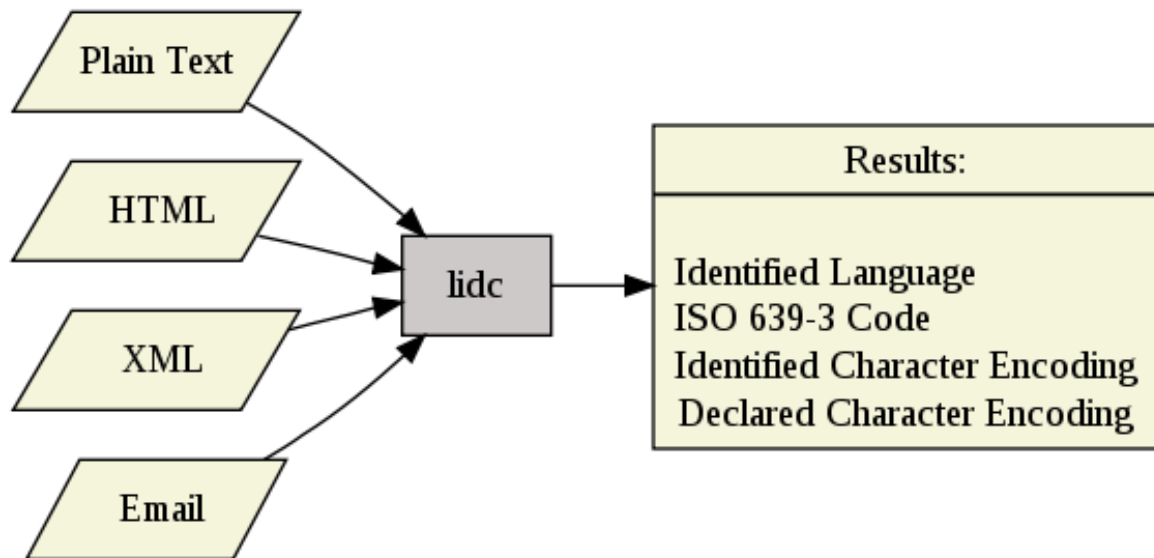 Plain Text
HTML
XML
Email
lidc
Results:
Identified Language
ISO 639-3 Code
Identified Character Encoding
Declared Character Encoding